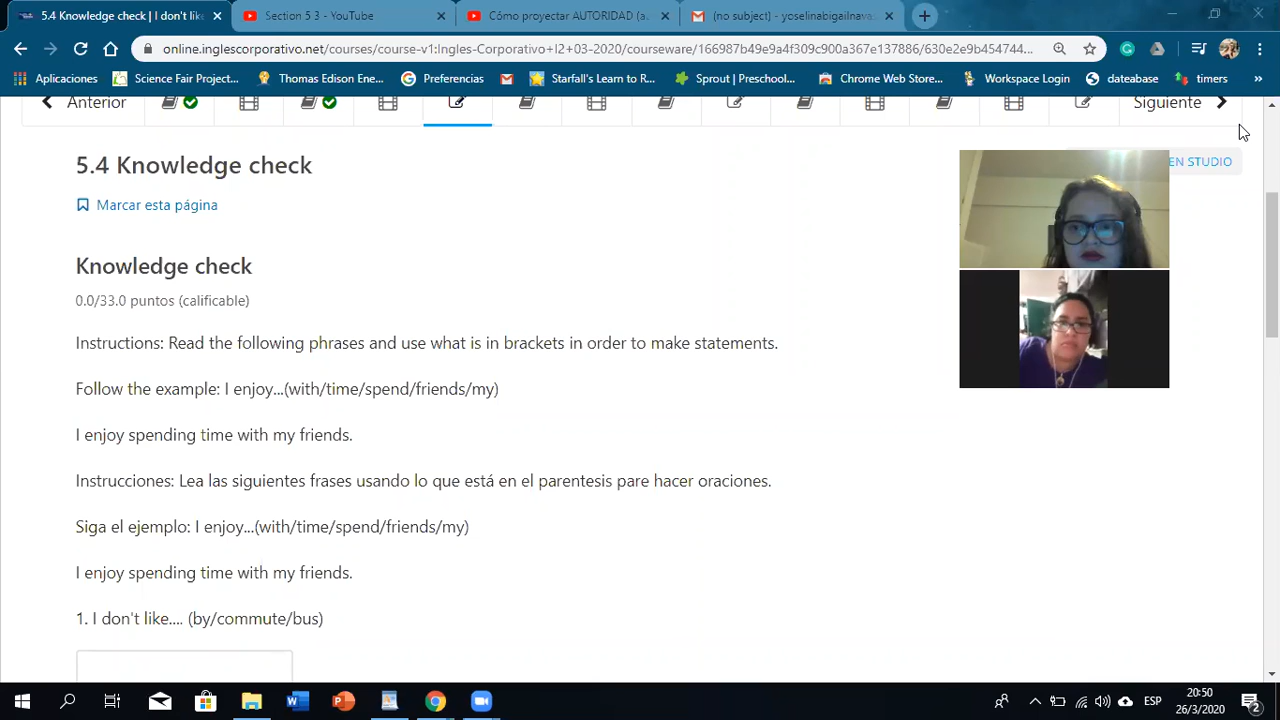 5.4 Knowledge check | I don't like
Section 5 3 - YouTube
Cómo proyectar AUTORIDAD (au
(no subject) - yoselinabigailnavas
online.inglescorporativo.net/courses/course-v1:Ingles-Corporativo+I2+03-2020/courseware/166987b49e9a4f309c900a367e137886/630e2e9b454744...
Aplicaciones
Science Fair Project...
Thomas Edison Ene...
Preferencias
Starfall's Learn to R...
Sprout | Preschool...
Chrome Web Store...
Workspace Login
dateabase
timers
»
Anterior
Siguiente
EN STUDIO
5.4 Knowledge check
Marcar esta página
Knowledge check
0.0/33.0 puntos (calificable)
Instructions: Read the following phrases and use what is in brackets in order to make statements.
Follow the example: I enjoy...(with/time/spend/friends/my)
I enjoy spending time with my friends.
Instrucciones: Lea las siguientes frases usando lo que está en el parentesis pare hacer oraciones.
Siga el ejemplo: I enjoy...(with/time/spend/friends/my)
I enjoy spending time with my friends.
1. I don't like.... (by/commute/bus)
ESP
20:50
26/3/2020
2